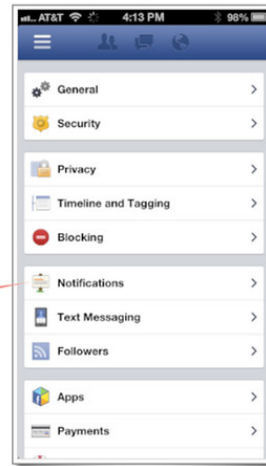 AT&T 4:13 PM 98%
General
Security
Privacy
Timeline and Tagging
Blocking
Notifications
Text Messaging
Followers
Apps
Payments